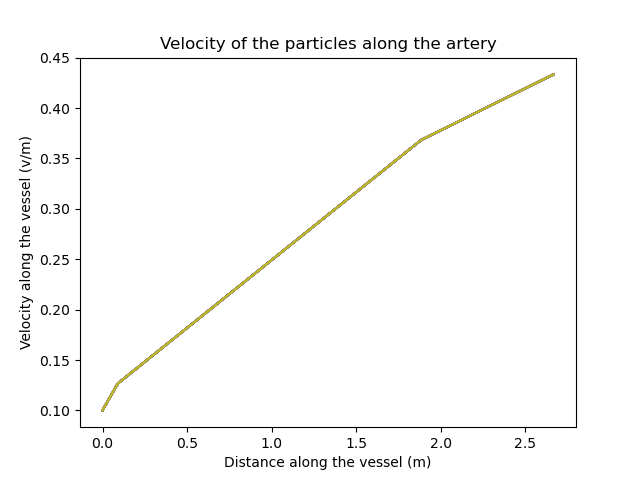 Velocity of the particles along the artery
Velocity along the vessel (v/m)
0.45
0.40
0.35
0.30
0.25
0.20
0.15
0.10
0.0 0.5 1.0 1.5 2.0 2.5
Distance along the vessel (m)